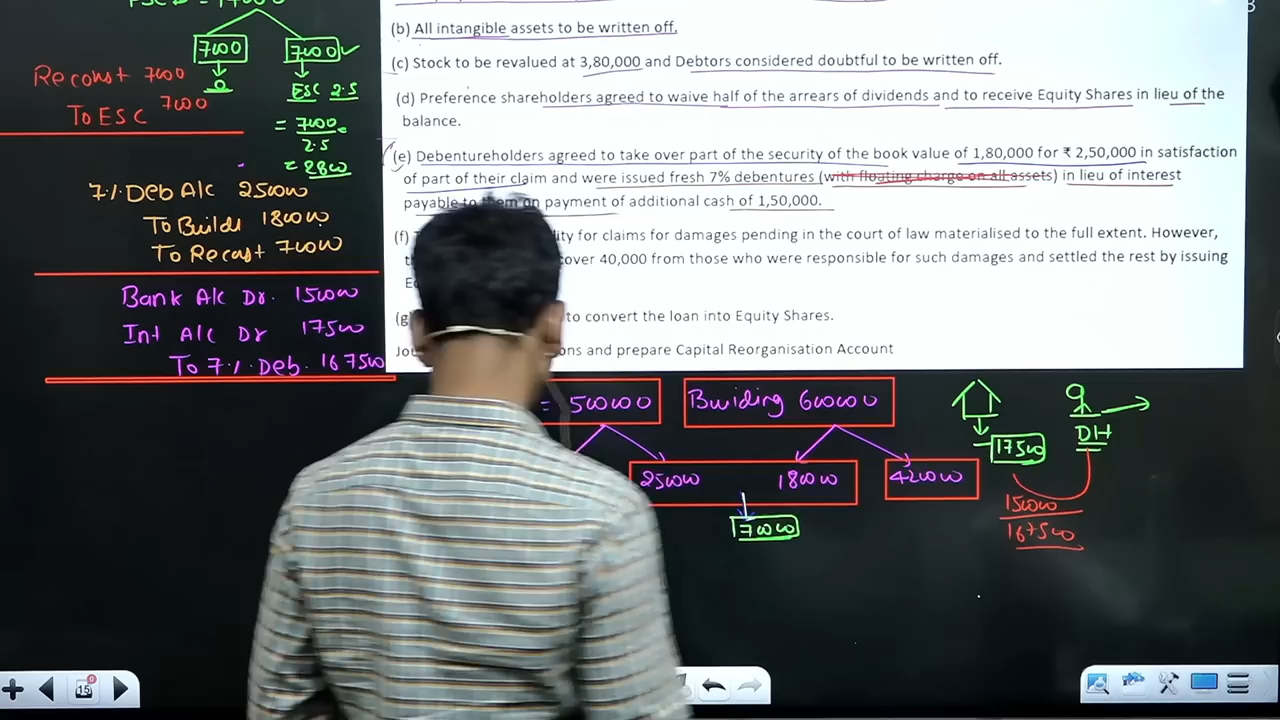 (b) All intangible assets to be written off.
(c) Stock to be revalued at 3,80,000 and Debtors considered doubtful to be written off.
(d) Preference shareholders agreed to waive half of the arrears of dividends and to receive Equity Shares in lieu of the
balance.
(e) Debentureholders agreed to take over part of the security of the book value of 1,80,000 for ₹ 2,50,000 in satisfaction
of part of their claim and were issued fresh 7% debentures (with floating charge on all assets) in lieu of interest
payable to them on payment of additional cash of 1,50,000.
(f) lity for claims for damages pending in the court of law materialised to the full extent. However,
cover 40,000 from those who were responsible for such damages and settled the rest by issuing
to convert the loan into Equity Shares.
ons and prepare Capital Reorganisation Account
7000 7000
Reconst 7000
To ESC 7000
ESC 2.5
= 7000
2.5
= 2800
7.1. Deb A/c 250000
To Builds 180000
To Recost 70000
Bank A/c Dr. 150000
Int A/c Dr 17500
To 7.1. Deb. 167500
= 500000 Bwiding 600000
250000 180000 420000
70000
17500
DH
150000
167500
15